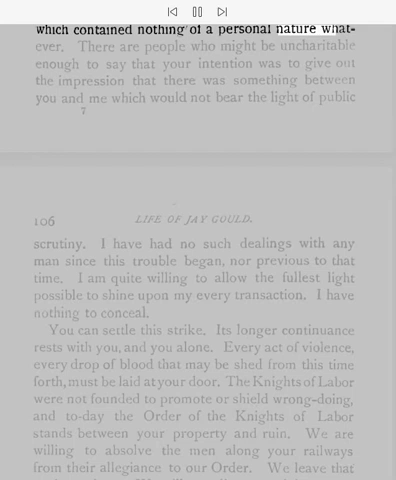 which contained nothing of a personal nature what-
ever. There are people who might be uncharitable
enough to say that your intention was to give out
the impression that there was something between
you and me which would not bear the light of public
7
106 LIFE OF JAY GOULD.
scrutiny. I have had no such dealings with any
man since this trouble began, nor previous to that
time. I am quite willing to allow the fullest light
possible to shine upon my every transaction. I have
nothing to conceal.
You can settle this strike. Its longer continuance
rests with you, and you alone. Every act of violence,
every drop of blood that may be shed from this time
forth, must be laid at your door. The Knights of Labor
were not founded to promote or shield wrong-doing,
and to-day the Order of the Knights of Labor
stands between your property and ruin. We are
willing to absolve the men along your railways
from their allegiance to our Order. We leave that